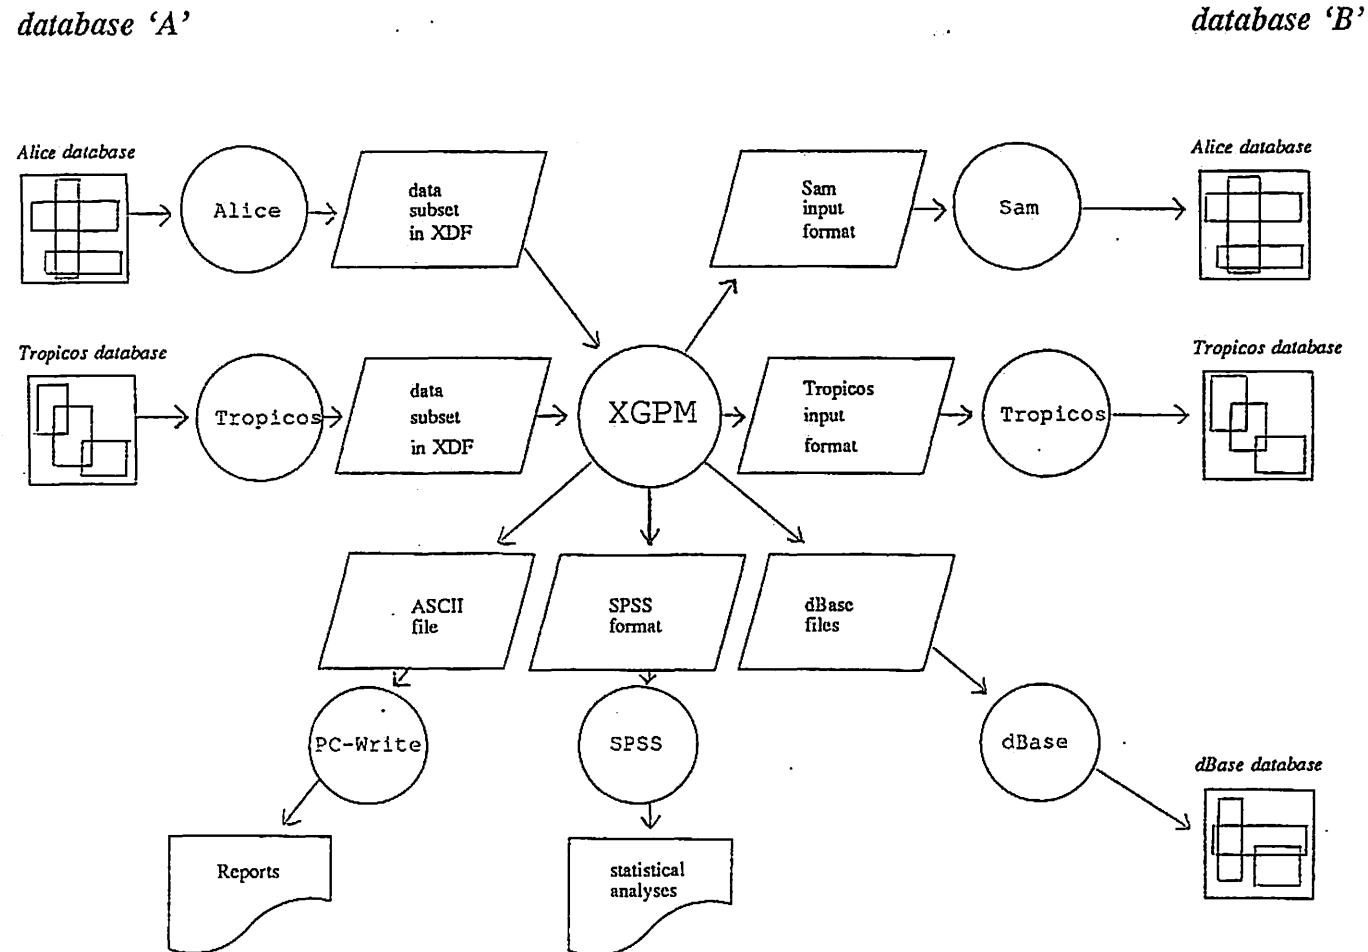 database ‘A’
database ‘B’
Alice database
Alice
data
subset
in XDF
Sam
input
format
Sam
Alice database
Tropicos database
Tropicos
data
subset
in XDF
XGPM
Tropicos
input
format
Tropicos
Tropicos database
ASCII
file
SPSS
format
dBase
files
PC-Write
SPSS
dBase
dBase database
Reports
statistical
analyses